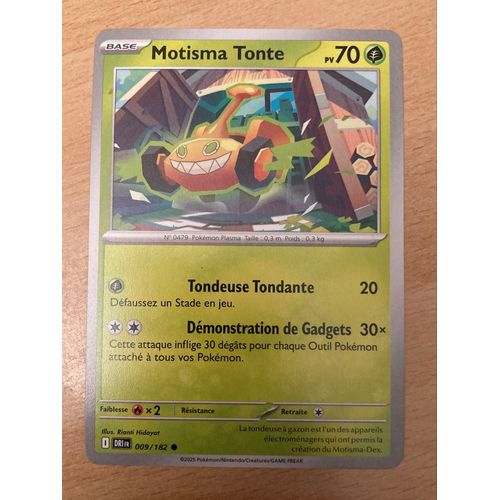 BASE Motisma Tonte PV 70
N° 0479 Pokémon Plasma Taille : 0,3 m Poids : 0,3 kg
Tondeuse Tondante 20
Défaussez un Stade en jeu.
Démonstration de Gadgets 30×
Cette attaque inflige 30 dégâts pour chaque Outil Pokémon
attaché à tous vos Pokémon.
Faiblesse ×2 Résistance Retraite
Illus. Rianti Hidayat
I DRI FR 009/182
La tondeuse à gazon est l'un des appareils
électroménagers qui ont permis la
création du Motisma-Dex.
©2025 Pokémon/Nintendo/Creatures/GAME FREAK